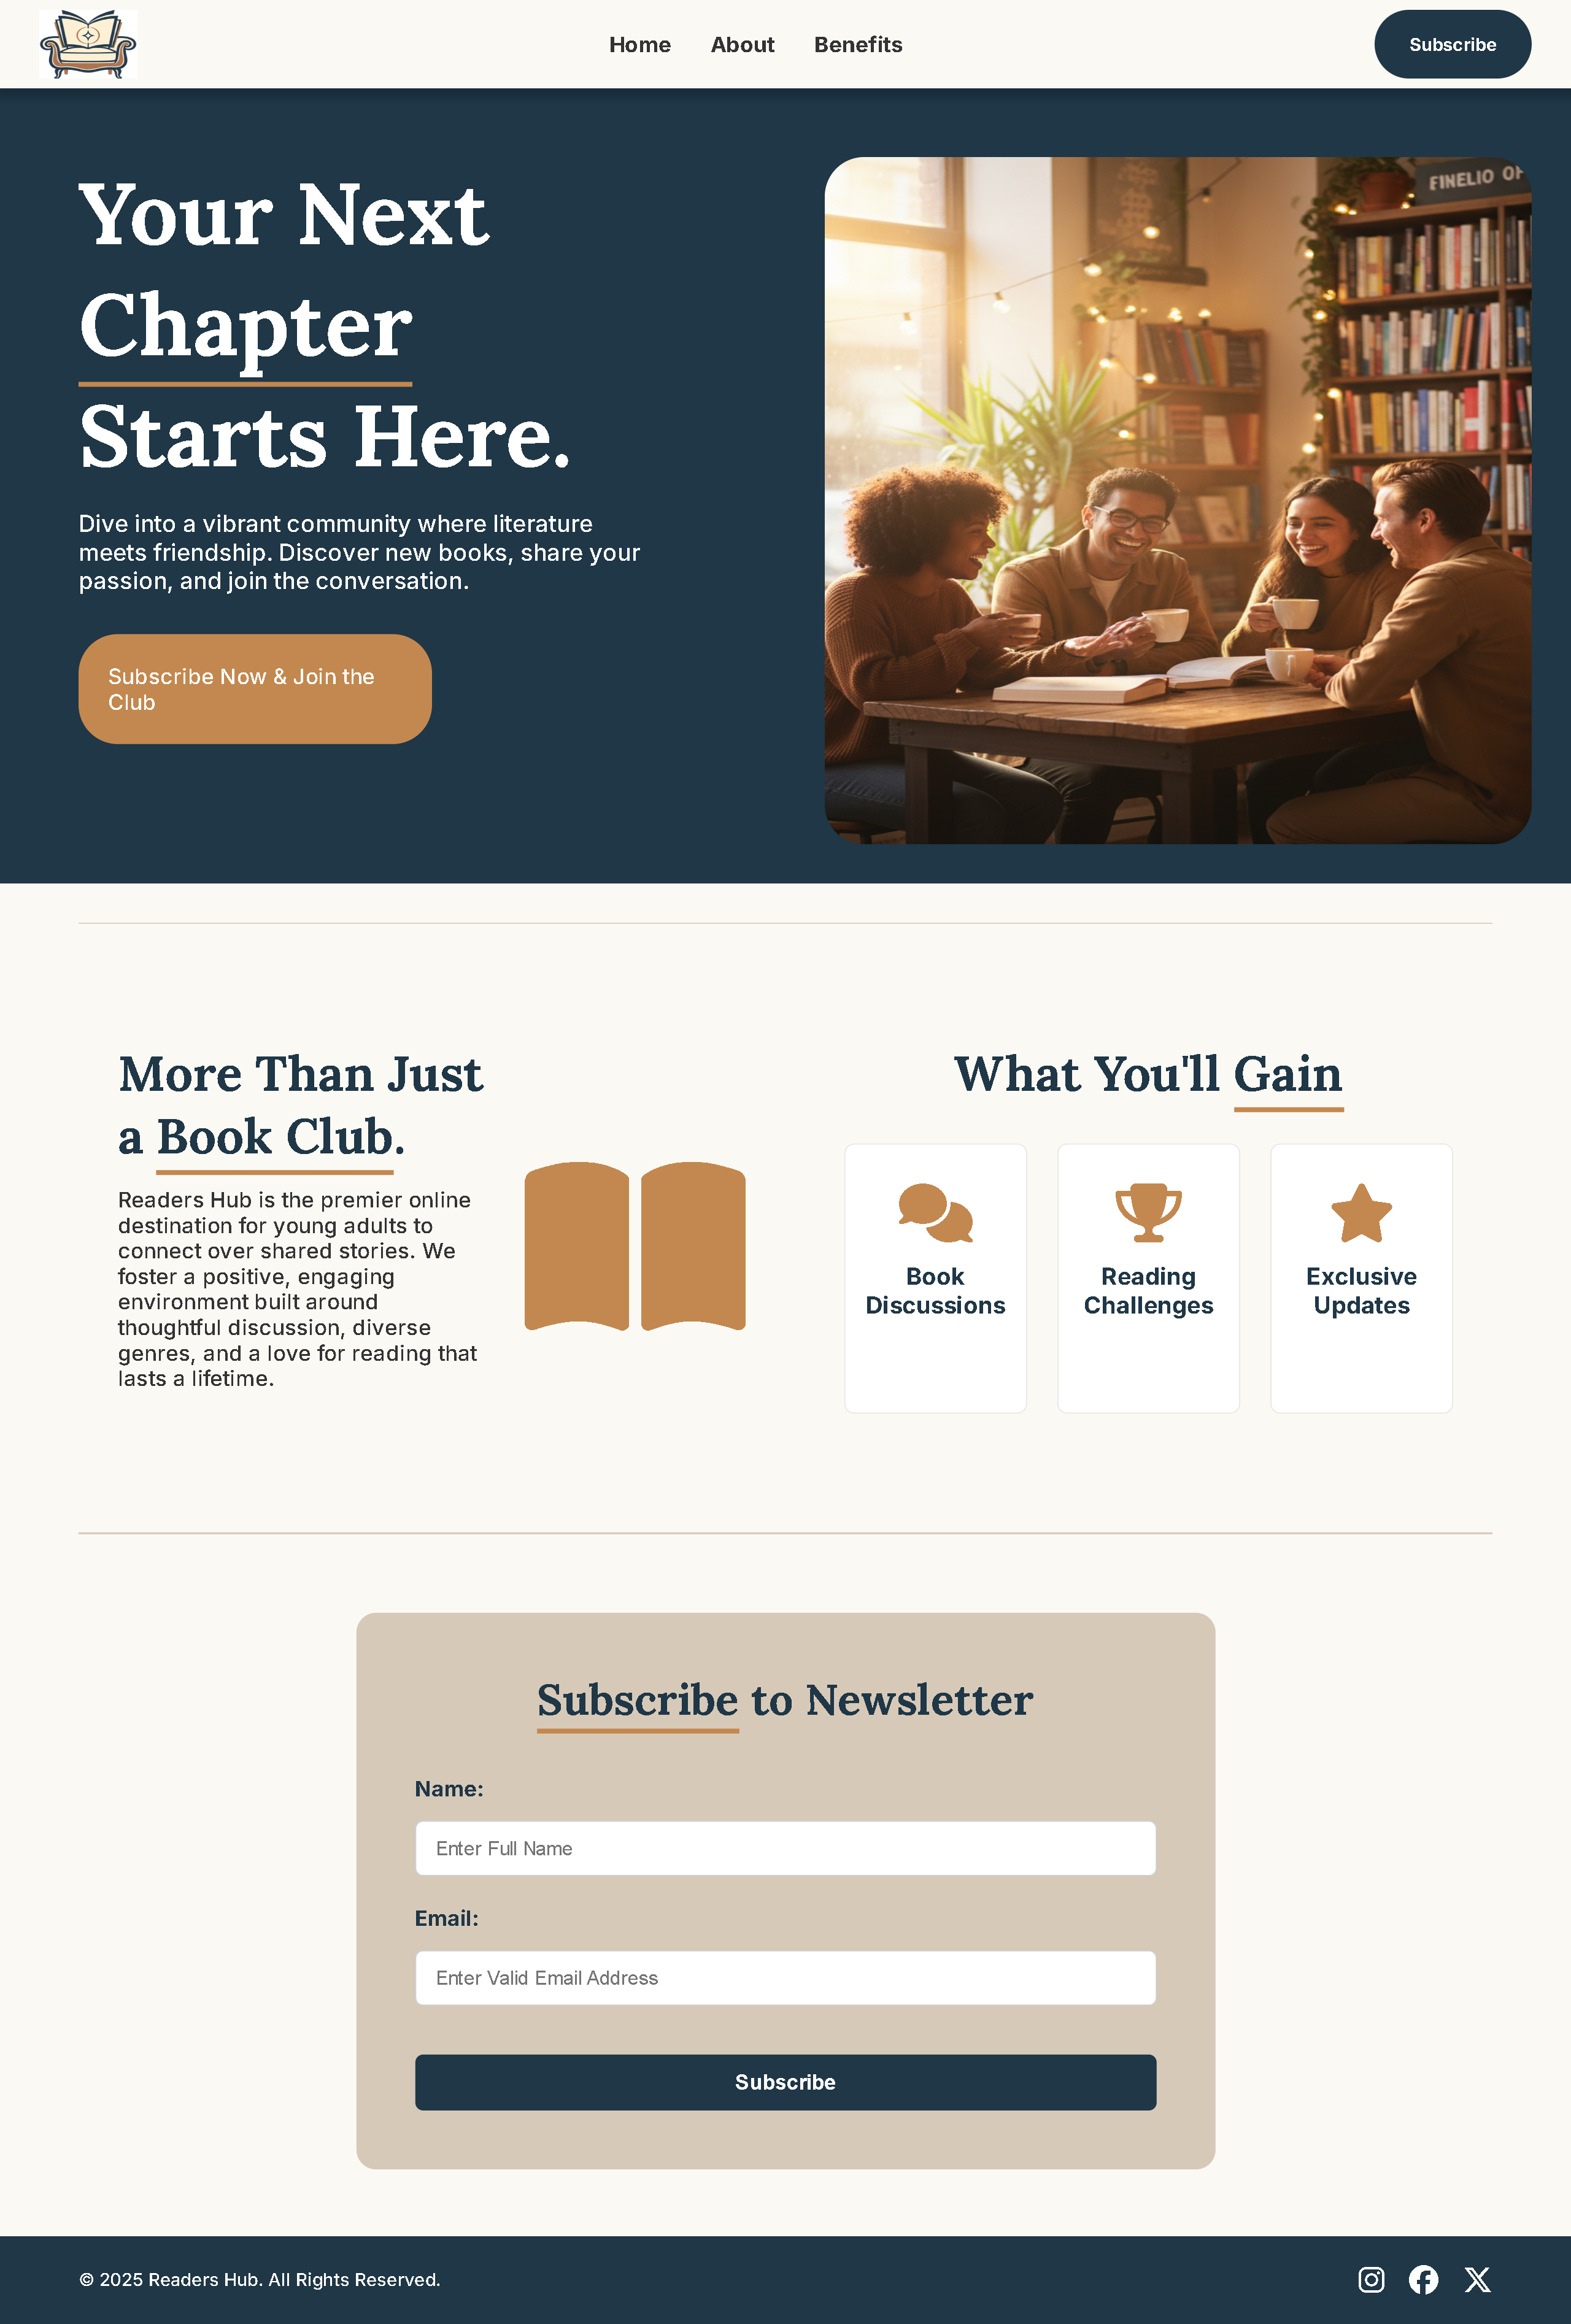 Home About Benefits Subscribe
FINELIO
Your Next
Chapter
Starts Here.
Dive into a vibrant community where literature
meets friendship. Discover new books, share your
passion, and join the conversation.
Subscribe Now & Join the
Club
More Than Just
a Book Club.
Readers Hub is the premier online
destination for young adults to
connect over shared stories. We
foster a positive, engaging
environment built around
thoughtful discussion, diverse
genres, and a love for reading that
lasts a lifetime.
What You'll Gain
Book
Discussions
Reading
Challenges
Exclusive
Updates
Subscribe to Newsletter
Name:
Enter Full Name
Email:
Enter Valid Email Address
Subscribe
© 2025 Readers Hub. All Rights Reserved.